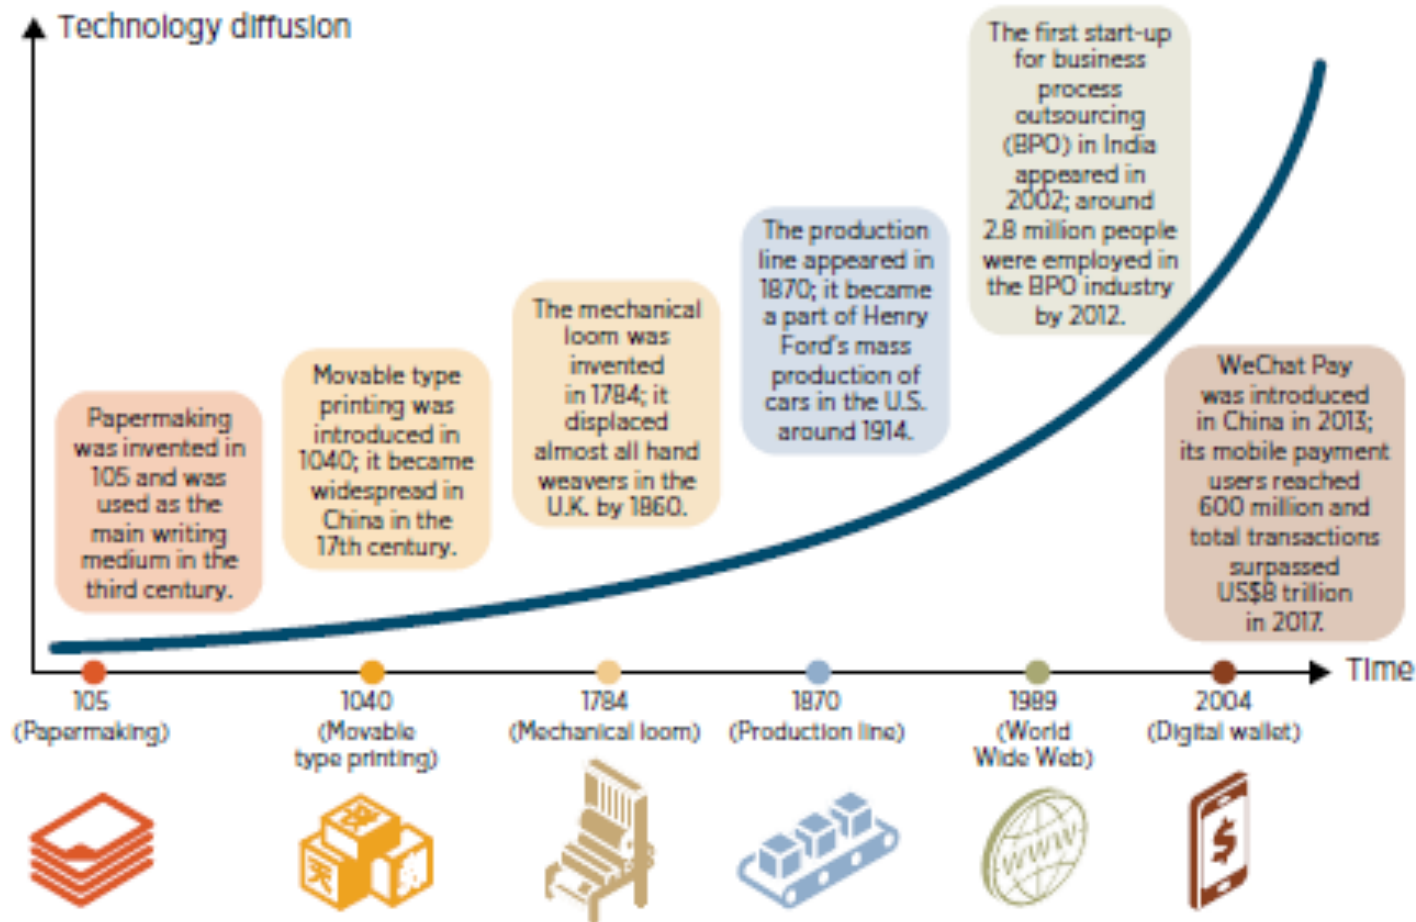 Technology diffusion
The first start-up
for business
process
outsourcing
(BPO) in India
appeared in
2002; around
2.8 million people
were employed in
the BPO industry
by 2012.
The production
line appeared in
1870; it became
a part of Henry
Ford's mass
production of
cars in the U.S.
around 1914.
The mechanical
loom was
invented
in 1784; it
displaced
almost all hand
weavers in the
U.K. by 1860.
Movable type
printing was
introduced in
1040; it became
widespread in
China in the
17th century.
Papermaking
was invented in
105 and was
used as the
main writing
medium in the
third century.
WeChat Pay
was introduced
in China in 2013;
its mobile payment
users reached
600 million and
total transactions
surpassed
US$8 trillion
in 2017.
Time
105
(Papermaking)
1040
(Movable
type printing)
1784
(Mechanical loom)
1870
(Production line)
1989
(World
Wide Web)
2004
(Digital wallet)
天
WWW
$